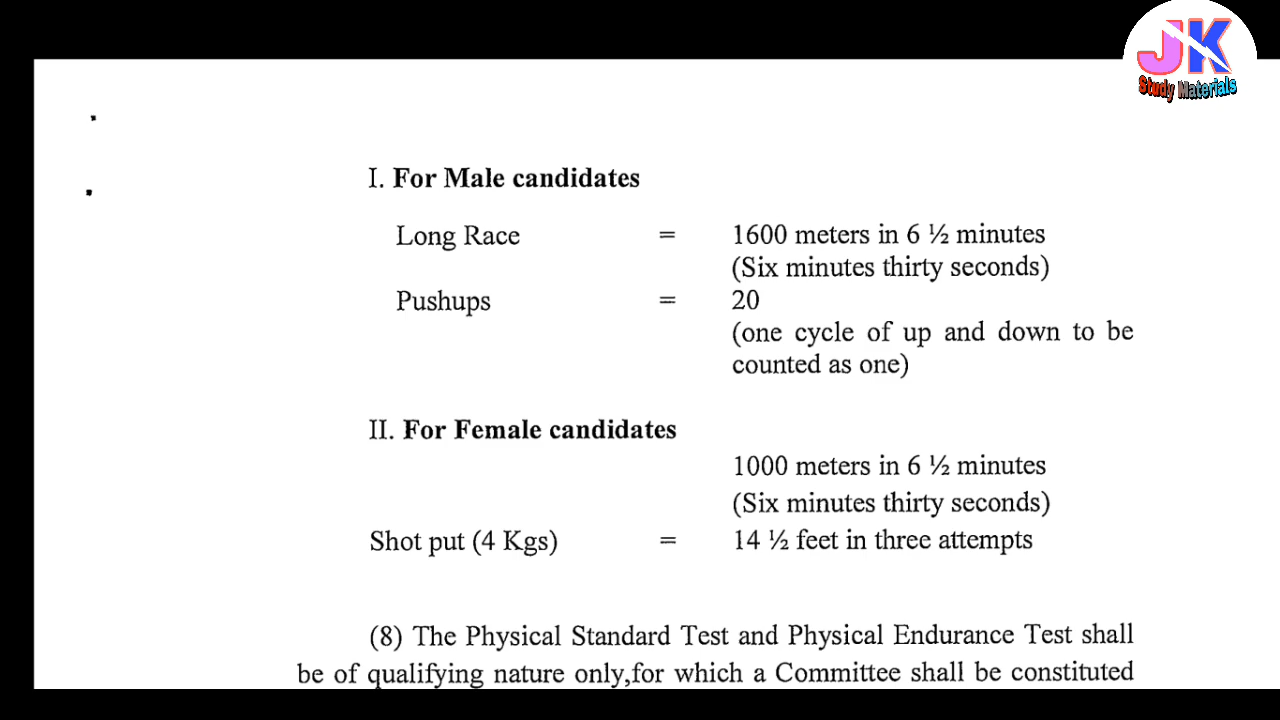 JK
Study Materials
I. For Male candidates
Long Race = 1600 meters in 6 ½ minutes
(Six minutes thirty seconds)
Pushups = 20
(one cycle of up and down to be
counted as one)
II. For Female candidates
1000 meters in 6 ½ minutes
(Six minutes thirty seconds)
Shot put (4 Kgs) = 14 ½ feet in three attempts
(8) The Physical Standard Test and Physical Endurance Test shall
be of qualifying nature only,for which a Committee shall be constituted